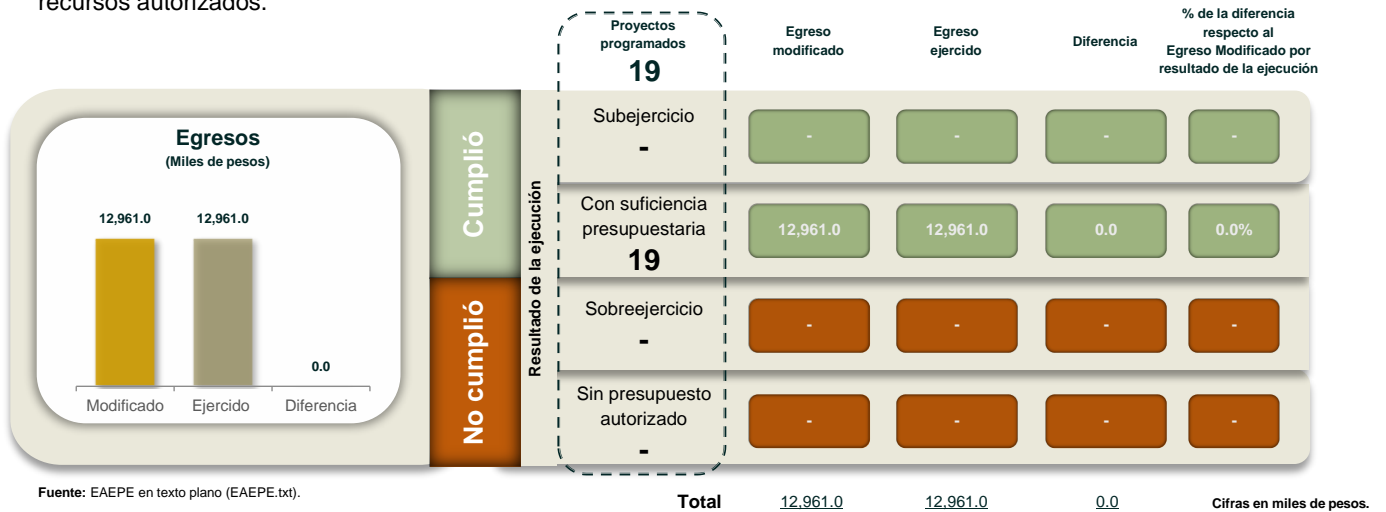 recursos autorizados.
Proyectos
programados
19
Egreso
modificado
Egreso
ejercido
Diferencia
% de la diferencia
respecto al
Egreso Modificado por
resultado de la ejecución
Egresos
(Miles de pesos)
12,961.0
12,961.0
0.0
Modificado
Ejercido
Diferencia
Cumplió
No cumplió
Resultado de la ejecución
Subejercicio
-
-
-
-
-
Con suficiencia
presupuestaria
19
12,961.0
12,961.0
0.0
0.0%
Sobreejercicio
-
-
-
-
-
Sin presupuesto
autorizado
-
-
-
-
-
Fuente: EAEPE en texto plano (EAEPE.txt).
Total
12,961.0
12,961.0
0.0
Cifras en miles de pesos.